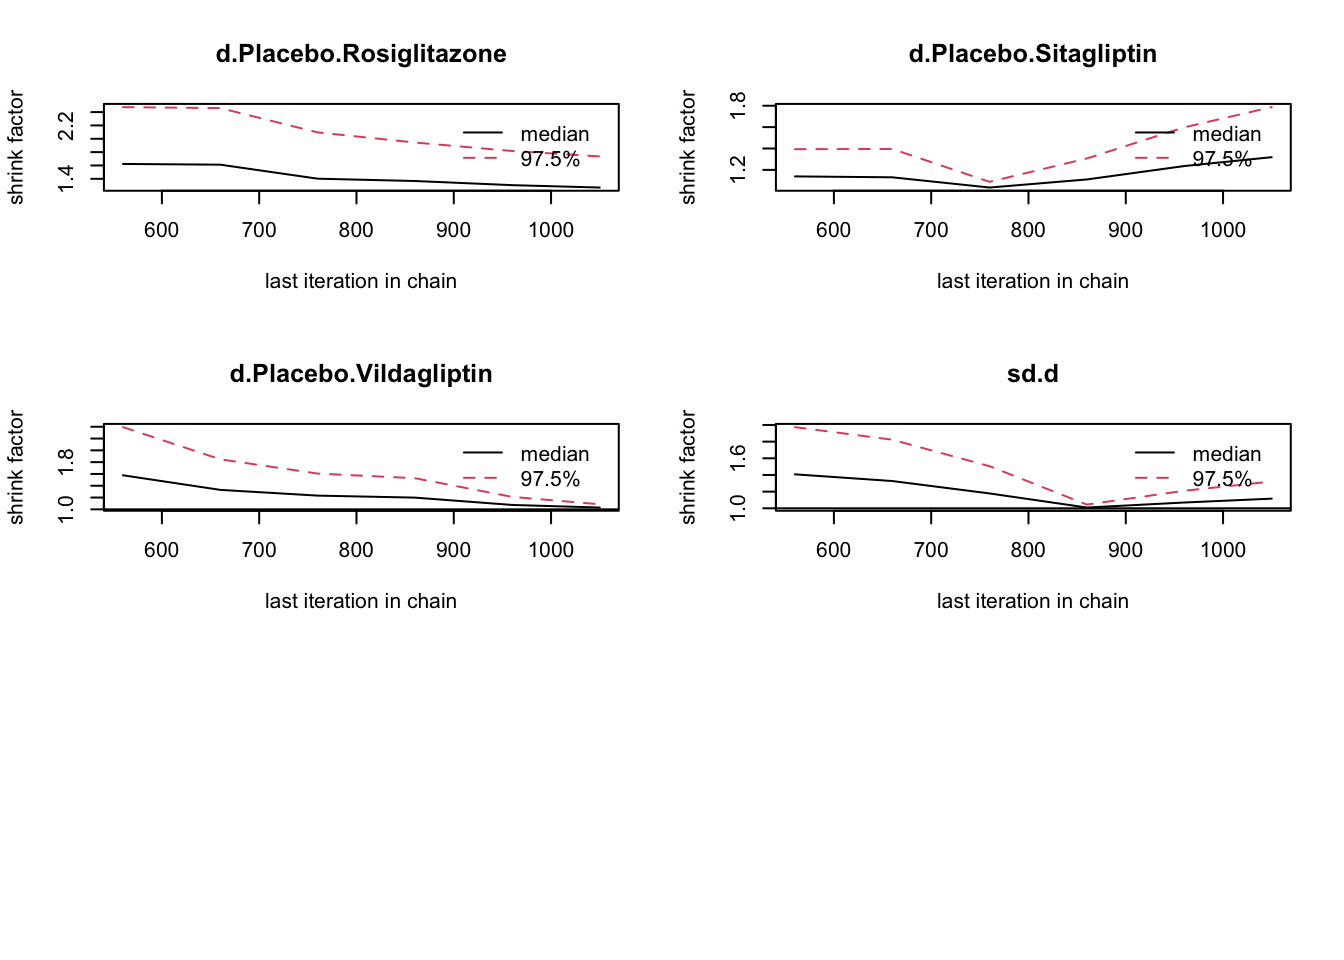 d.Placebo.Rosiglitazone
shrink factor
2.2
1.4
median
97.5%
600 700 800 900 1000
last iteration in chain
d.Placebo.Sitagliptin
shrink factor
1.8
1.2
median
97.5%
600 700 800 900 1000
last iteration in chain
d.Placebo.Vildagliptin
shrink factor
1.8
1.0
median
97.5%
600 700 800 900 1000
last iteration in chain
sd.d
shrink factor
1.6
1.0
median
97.5%
600 700 800 900 1000
last iteration in chain